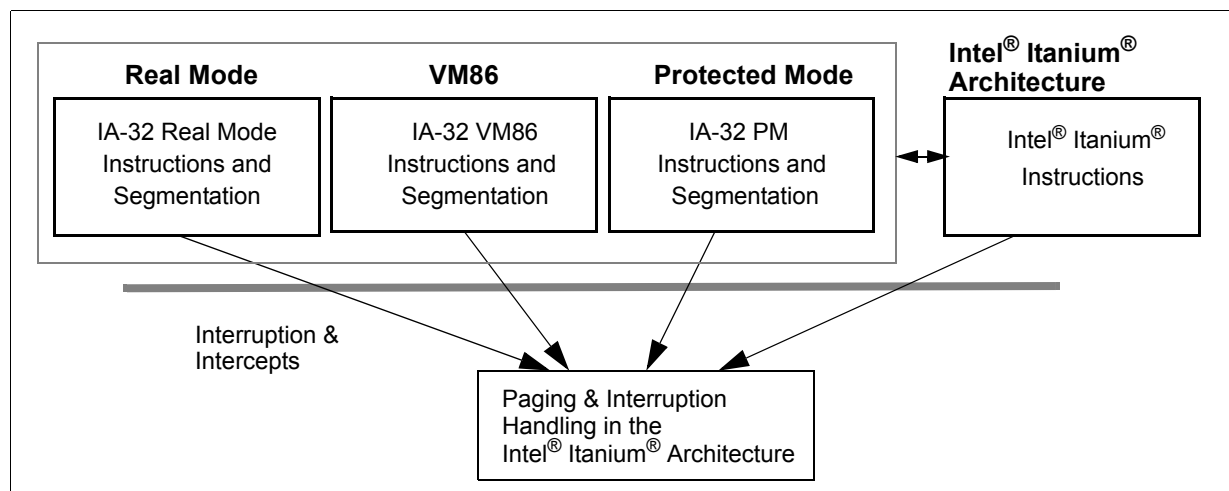 Real Mode
VM86
Protected Mode
Intel® Itanium®
Architecture
IA-32 Real Mode
Instructions and
Segmentation
IA-32 VM86
Instructions and
Segmentation
IA-32 PM
Instructions and
Segmentation
Intel® Itanium®
Instructions
Interruption &
Intercepts
Paging & Interruption
Handling in the
Intel® Itanium® Architecture